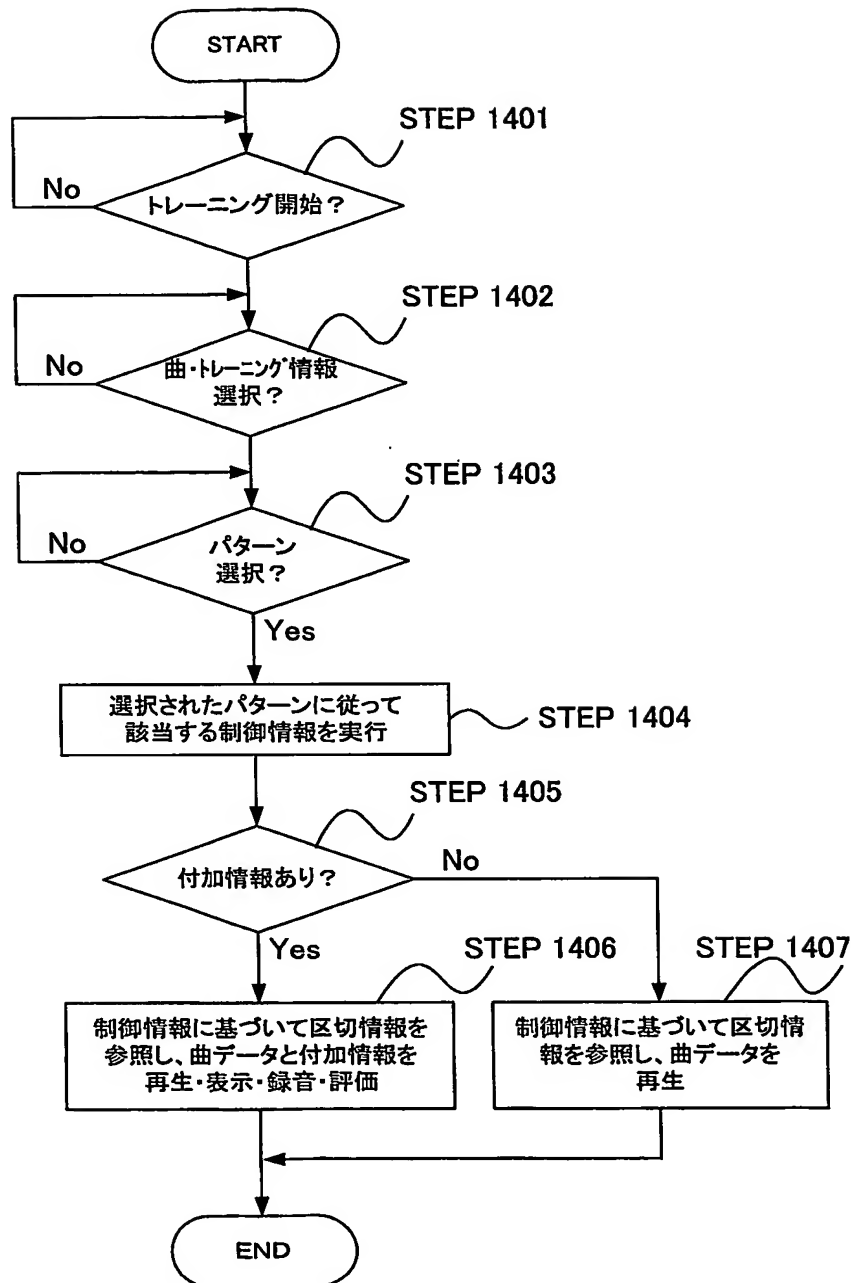 START
STEP 1401
No
トレーニング開始？
STEP 1402
No
曲・トレーニング情報
選択？
STEP 1403
No
パターン
選択？
Yes
選択されたパターンに従って
該当する制御情報を実行
STEP 1404
STEP 1405
付加情報あり？
No
Yes
STEP 1406
STEP 1407
制御情報に基づいて区切情報を
参照し、曲データと付加情報を
再生・表示・録音・評価
制御情報に基づいて区切情
報を参照し、曲データを
再生
END